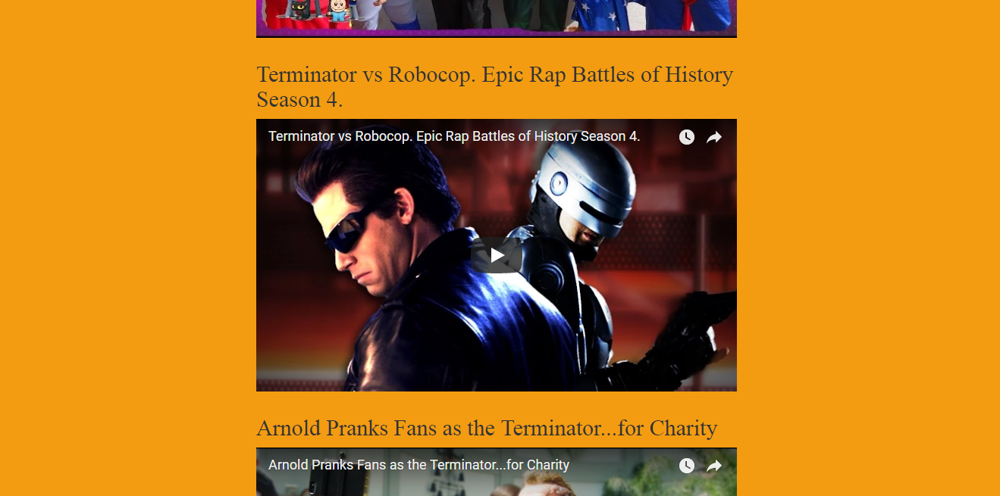 Terminator vs Robocop. Epic Rap Battles of History
Season 4.
Terminator vs Robocop. Epic Rap Battles of History Season 4.
Arnold Pranks Fans as the Terminator...for Charity
Arnold Pranks Fans as the Terminator...for Charity